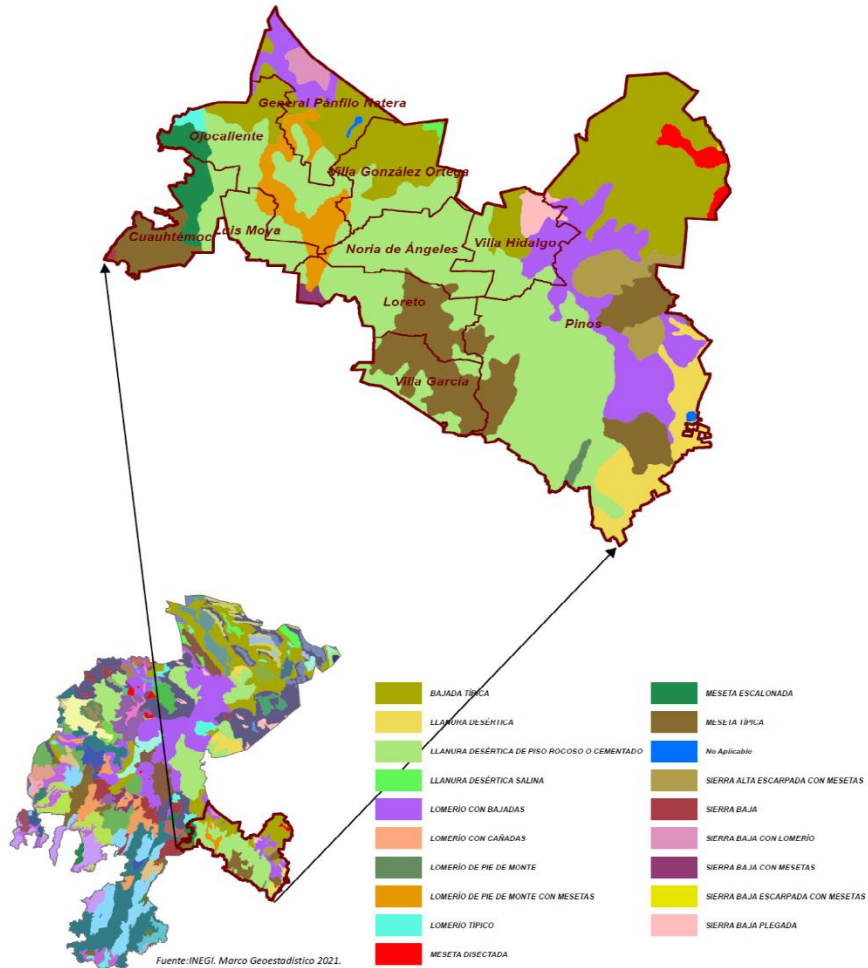 General Pánfilo Natera
Ojocaliente
Villa González Ortega
Cuauhtémoc
Luis Moya
Noria de Ángeles
Villa Hidalgo
Loreto
Pinos
Villa García
BAJADA TÍPICA
LLANURA DESÉRTICA
LLANURA DESÉRTICA DE PISO ROCOSO O CEMENTADO
LLANURA DESÉRTICA SALINA
LOMERÍO CON BAJADAS
LOMERÍO CON CAÑADAS
LOMERÍO DE PIE DE MONTE
LOMERÍO DE PIE DE MONTE CON MESETAS
LOMERÍO TÍPICO
MESETA DISECTADA
MESETA ESCALONADA
MESETA TÍPICA
No Aplicable
SIERRA ALTA ESCARPADA CON MESETAS
SIERRA BAJA
SIERRA BAJA CON LOMERÍO
SIERRA BAJA CON MESETAS
SIERRA BAJA ESCARPADA CON MESETAS
SIERRA BAJA PLEGADA
Fuente:INEGI. Marco Geoestadístico 2021.